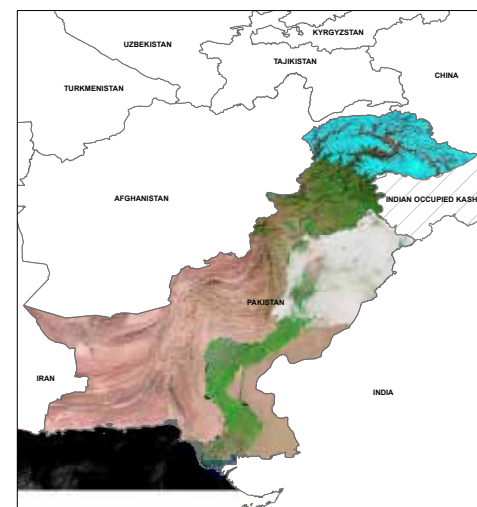 KYRGYZSTAN
UZBEKISTAN
TAJIKISTAN
CHINA
TURKMENISTAN
AFGHANISTAN
INDIAN OCCUPIED KASH
PAKISTAN
IRAN
INDIA